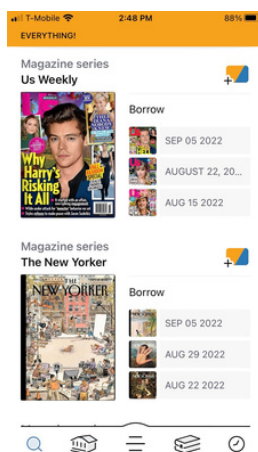 T-Mobile 2:48 PM 88%
EVERYTHING!
Magazine series
Us Weekly
Why
Harry's
Risking
It All
Borrow
SEP 05 2022
AUGUST 22, 20...
AUG 15 2022
Magazine series
The New Yorker
NEW YORKER
Borrow
SEP 05 2022
AUG 29 2022
AUG 22 2022